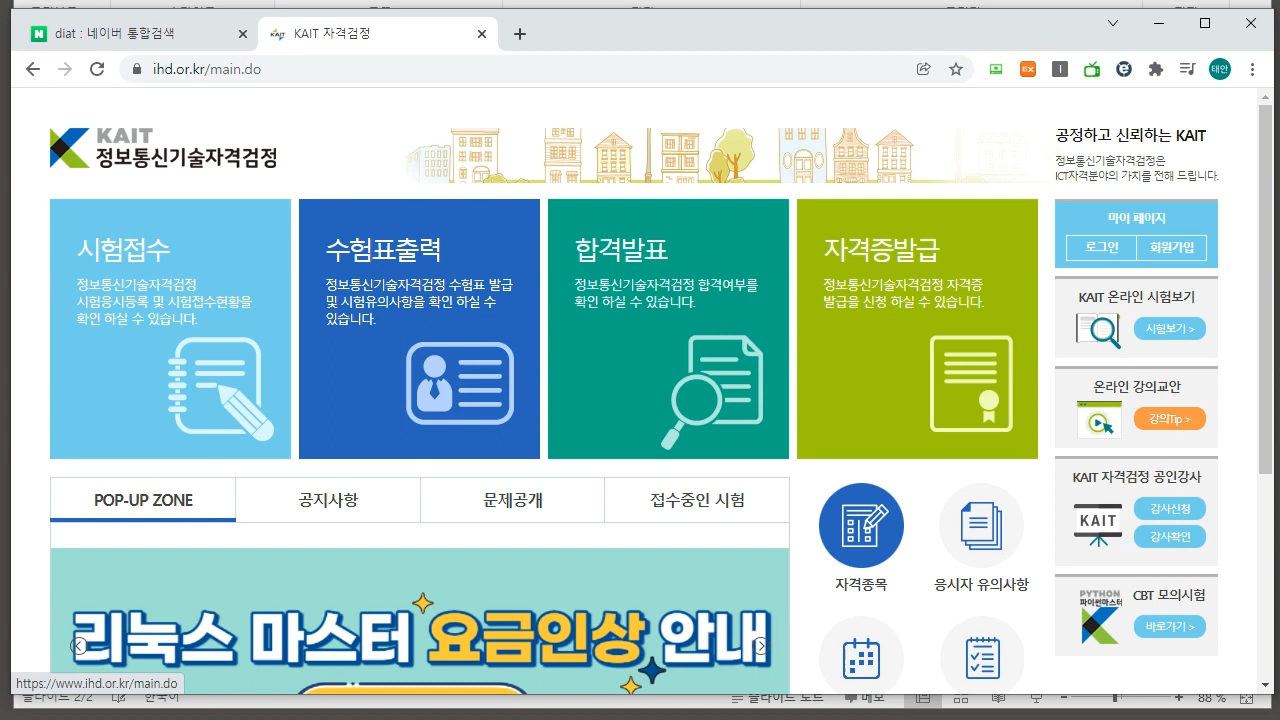 diat : 네이버 통합검색
KAIT 자격검정
ihd.or.kr/main.do
태안
KAIT
정보통신기술자격검정
공정하고 신뢰하는 KAIT
정보통신기술자격검정은
ICT자격분야의 가치를 전해 드립니다.
시험접수
정보통신기술자격검정
시험응시등록 및 시험접수현황을
확인 하실 수 있습니다.
수험표출력
정보통신기술자격검정 수험표 발급
및 시험유의사항을 확인 하실 수
있습니다.
합격발표
정보통신기술자격검정 합격여부를
확인 하실 수 있습니다.
자격증발급
정보통신기술자격검정 자격증
발급을 신청 하실 수 있습니다.
마이 페이지
로그인 회원가입
KAIT 온라인 시험보기
시험보기 >
온라인 강의교안
강의Tip >
KAIT 자격검정 공인강사
KAIT
강사신청
강사확인
PYTHON
파이썬마스터
CBT 모의시험
바로가기 >
POP-UP ZONE
공지사항
문제공개
접수중인 시험
자격종목
응시자 유의사항
리눅스 마스터 요금인상 안내
https://www.ihd.or.kr/main.do
슬라이드 2/2
한국어
슬라이드 노트
메모
88 %